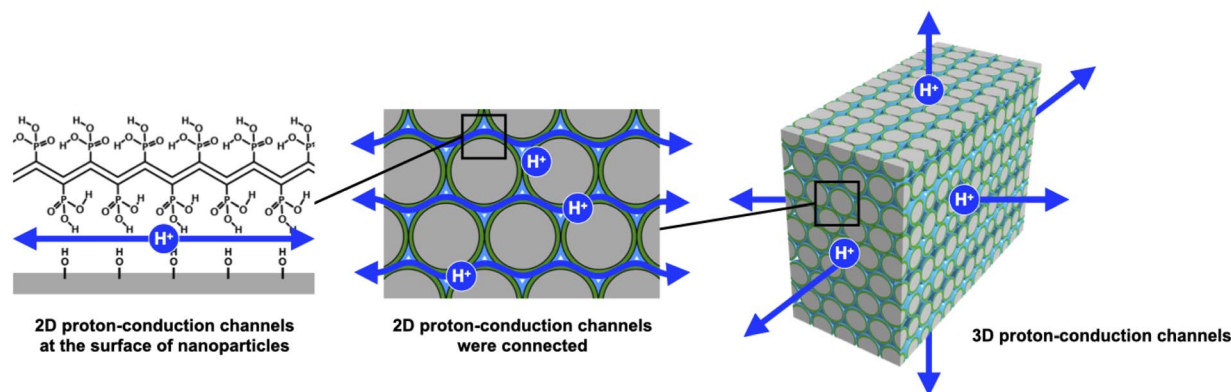 H H H H H H
O O O O O O
O P O H O P O H O P O H O P O H O P O H O P
O P O H O P O H O P O H O P O H O P O H
O O O O O
H H H H H
H⁺
H H H H H
O O O O O
2D proton-conduction channels
at the surface of nanoparticles
H⁺
H⁺
H⁺
2D proton-conduction channels
were connected
H⁺
H⁺
H⁺
3D proton-conduction channels